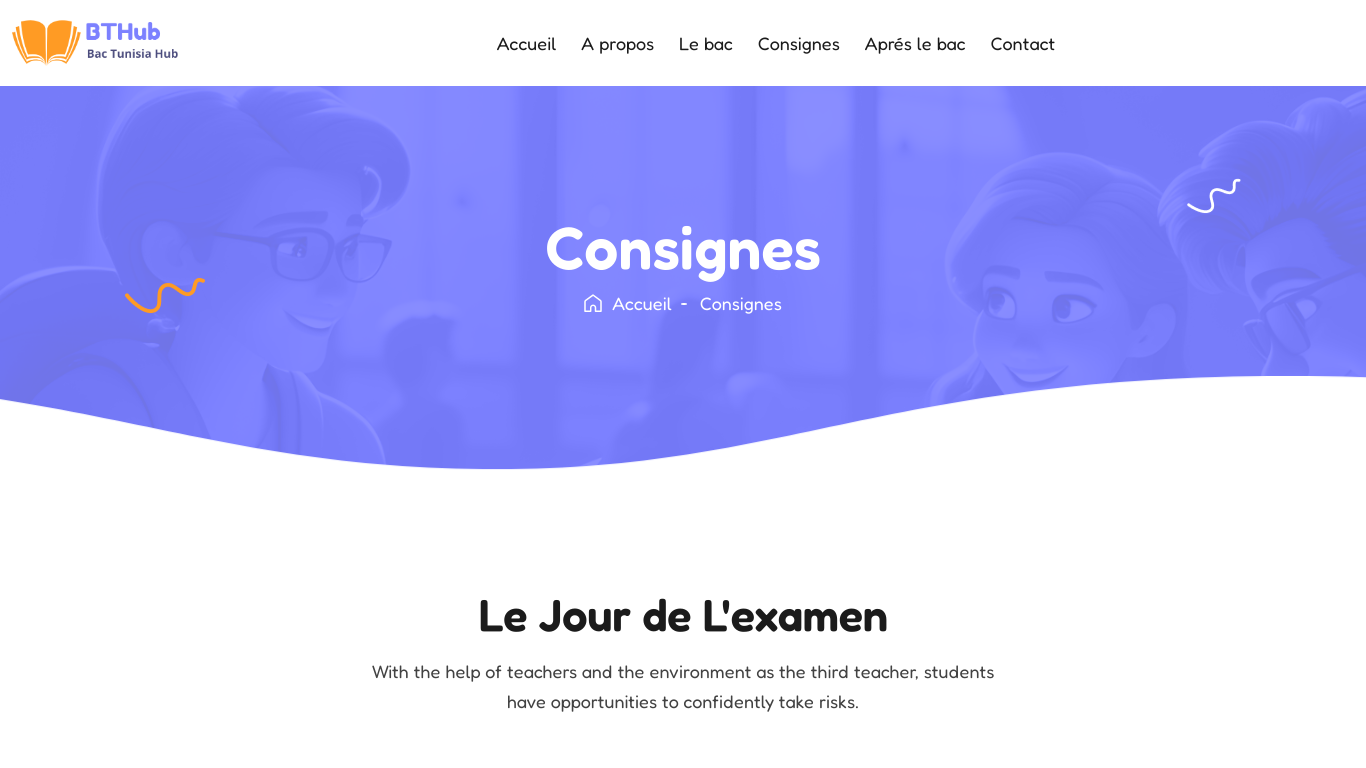 BTHub
Bac Tunisia Hub
Accueil A propos Le bac Consignes Aprés le bac Contact
Consignes
Accueil - Consignes
Le Jour de L'examen
With the help of teachers and the environment as the third teacher, students
have opportunities to confidently take risks.